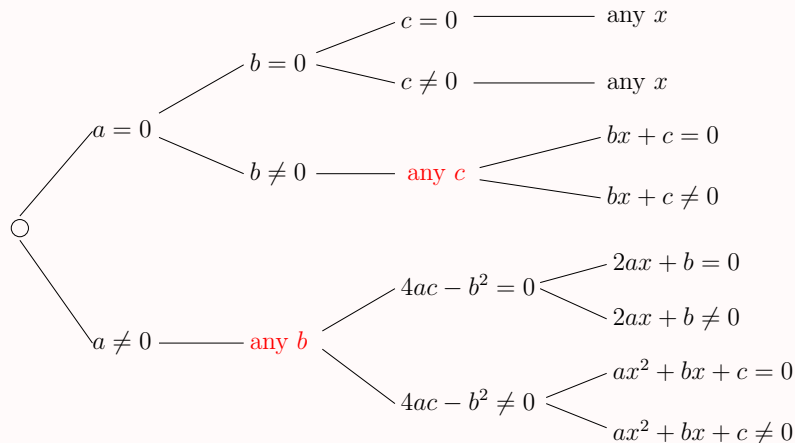 c = 0
any x
b = 0
c ≠ 0
any x
a = 0
bx + c = 0
b ≠ 0
any c
bx + c ≠ 0
2ax + b = 0
4ac − b² = 0
2ax + b ≠ 0
a ≠ 0
any b
ax² + bx + c = 0
4ac − b² ≠ 0
ax² + bx + c ≠ 0